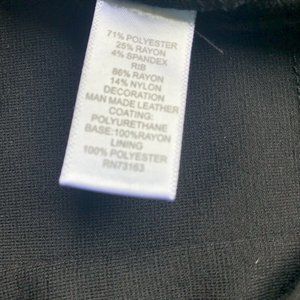 71% POLYESTER
25% RAYON
4% SPANDEX
RIB
86% RAYON
14% NYLON
DECORATION
MAN MADE LEATHER
COATING:
POLYURETHANE
BASE:100%RAYON
LINING
100% POLYESTER
RN73163